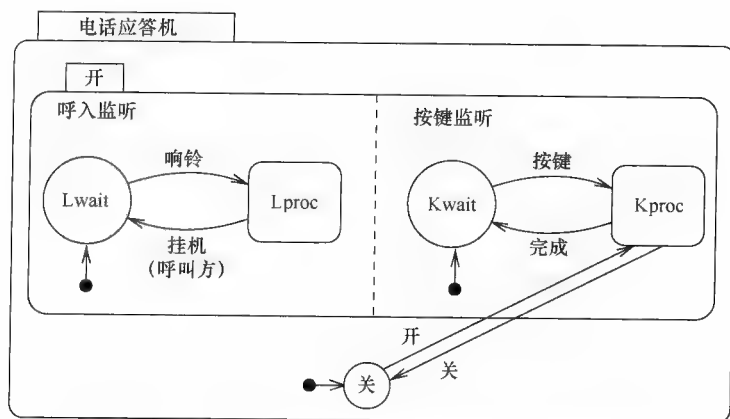 电话应答机
开
呼入监听
按键监听
响铃
按键
Lwait
Lproc
Kwait
Kproc
挂机
(呼叫方)
完成
开
关
关